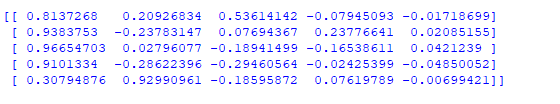 [[ 0.8137268   0.20926834  0.53614142 -0.07945093 -0.01718699]
 [ 0.9383753  -0.23783147  0.07694367  0.23776641  0.02085155]
 [ 0.96654703  0.02796077 -0.18941499 -0.16538611  0.0421239 ]
 [ 0.9101334  -0.28622396 -0.29460564 -0.02425399 -0.04850052]
 [ 0.30794876  0.92990961 -0.18595872  0.07619789 -0.00699421]]